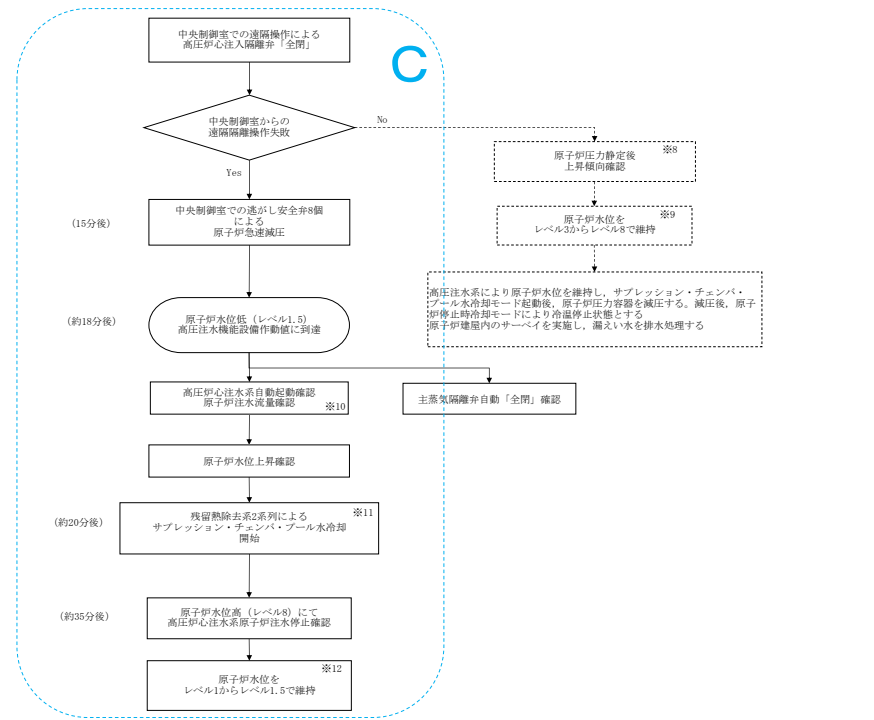 中央制御室での遠隔操作による
高圧炉心注入隔離弁「全閉」
C
中央制御室からの
遠隔隔離操作失敗
No
Yes
※8
原子炉圧力静定後
上昇傾向確認
(15分後)
中央制御室での逃がし安全弁8個
による
原子炉急速減圧
※9
原子炉水位を
レベル3からレベル8で維持
高圧注水系により原子炉水位を維持し，サプレッション・チェンバ・
プール水冷却モード起動後，原子炉圧力容器を減圧する。減圧後，原子
炉停止時冷却モードにより冷温停止状態とする
原子炉建屋内のサーベイを実施し，漏えい水を排水処理する
(約18分後)
原子炉水位低（レベル1.5）
高圧注水機能設備作動値に到達
高圧炉心注水系自動起動確認
原子炉注水流量確認
※10
主蒸気隔離弁自動「全閉」確認
原子炉水位上昇確認
(約20分後)
※11
残留熱除去系2系列による
サプレッション・チェンバ・プール水冷却
開始
(約35分後)
原子炉水位高（レベル8）にて
高圧炉心注水系原子炉注水停止確認
※12
原子炉水位を
レベル1からレベル1.5で維持